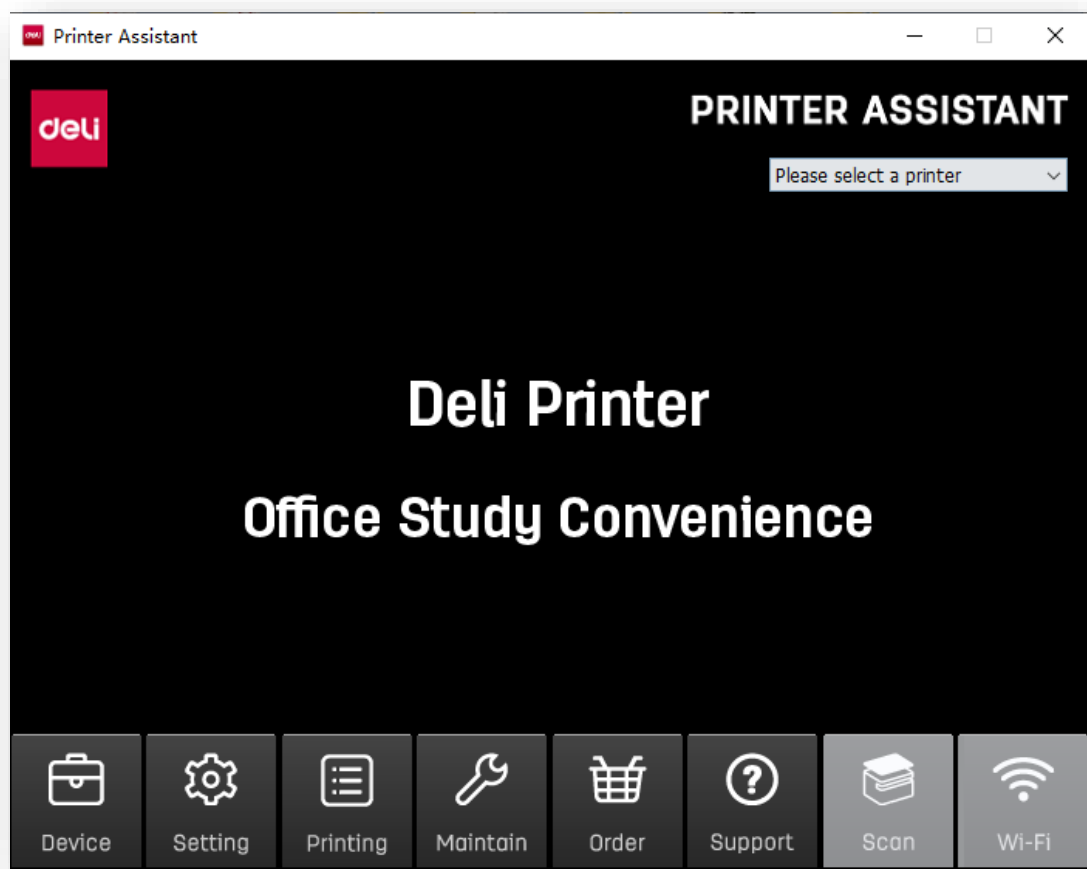 Printer Assistant
deli
PRINTER ASSISTANT
Please select a printer
Deli Printer
Office Study Convenience
Device
Setting
Printing
Maintain
Order
Support
Scan
Wi-Fi